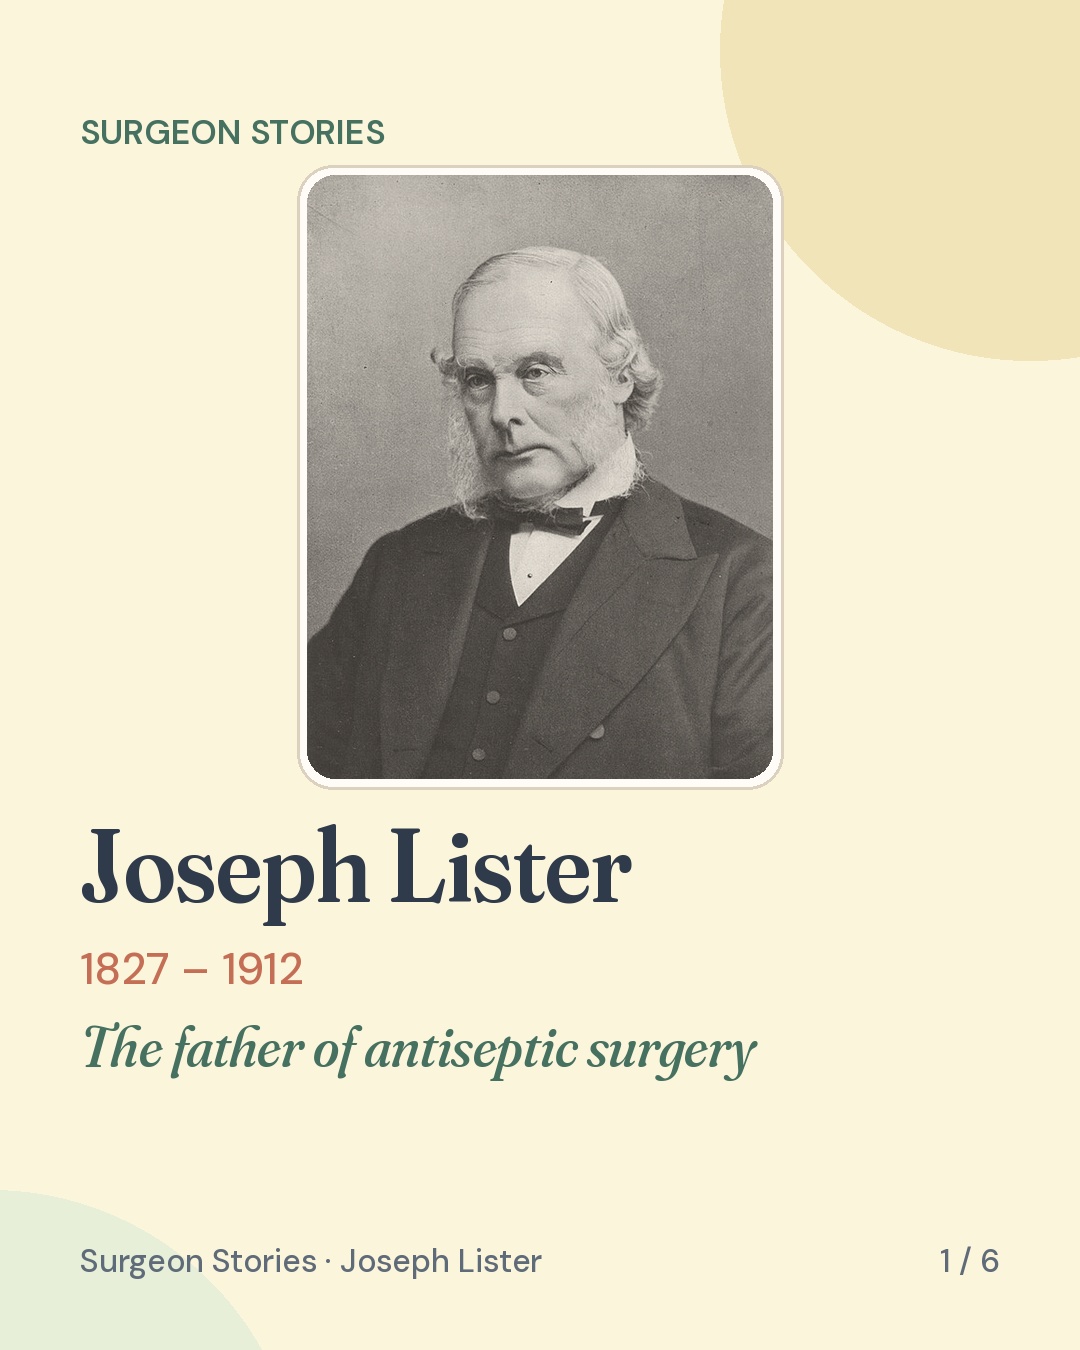 SURGEON STORIES
Joseph Lister
1827 – 1912
The father of antiseptic surgery
Surgeon Stories · Joseph Lister
1 / 6